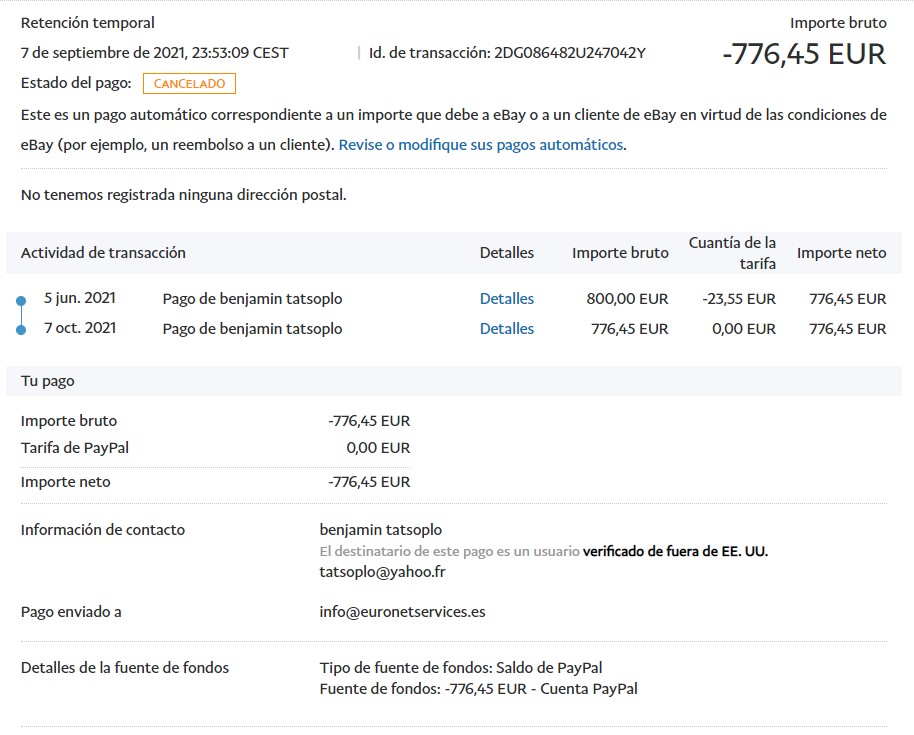 Retención temporal
Importe bruto
7 de septiembre de 2021, 23:53:09 CEST | Id. de transacción: 2DG086482U247042Y
-776,45 EUR
Estado del pago: CANCELADO
Este es un pago automático correspondiente a un importe que debe a eBay o a un cliente de eBay en virtud de las condiciones de
eBay (por ejemplo, un reembolso a un cliente). Revise o modifique sus pagos automáticos.
No tenemos registrada ninguna dirección postal.
Actividad de transacción Detalles Importe bruto Cuantía de la tarifa Importe neto
5 jun. 2021 Pago de benjamin tatsoplo Detalles 800,00 EUR -23,55 EUR 776,45 EUR
7 oct. 2021 Pago de benjamin tatsoplo Detalles 776,45 EUR 0,00 EUR 776,45 EUR
Tu pago
Importe bruto -776,45 EUR
Tarifa de PayPal 0,00 EUR
Importe neto -776,45 EUR
Información de contacto benjamin tatsoplo
El destinatario de este pago es un usuario verificado de fuera de EE. UU.
tatsoplo@yahoo.fr
Pago enviado a info@euronetservices.es
Detalles de la fuente de fondos Tipo de fuente de fondos: Saldo de PayPal
Fuente de fondos: -776,45 EUR - Cuenta PayPal